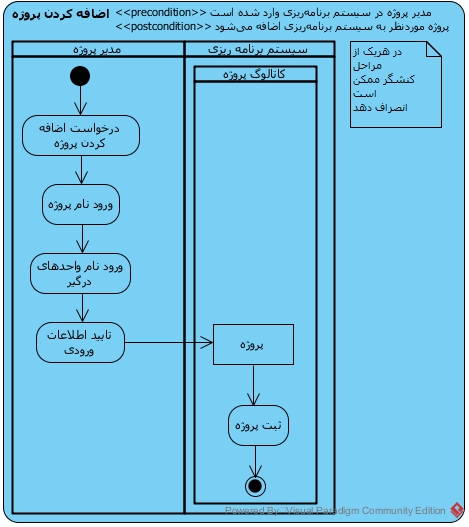 اضافه کردن پروژه
<<precondition>> مدیر پروژه در سیستم برنامه‌ریزی وارد شده است
<<postcondition>> پروژه موردنظر به سیستم برنامه‌ریزی اضافه می‌شود
مدیر پروژه
سیستم برنامه ریزی
کاتالوگ پروژه
در هریک از
مراحل
کنشگر ممکن
است
انصراف دهد
درخواست اضافه
کردن پروژه
ورود نام پروژه
ورود نام واحدهای
درگیر
تایید اطلاعات
ورودی
پروژه
ثبت پروژه
Powered By Visual Paradigm Community Edition